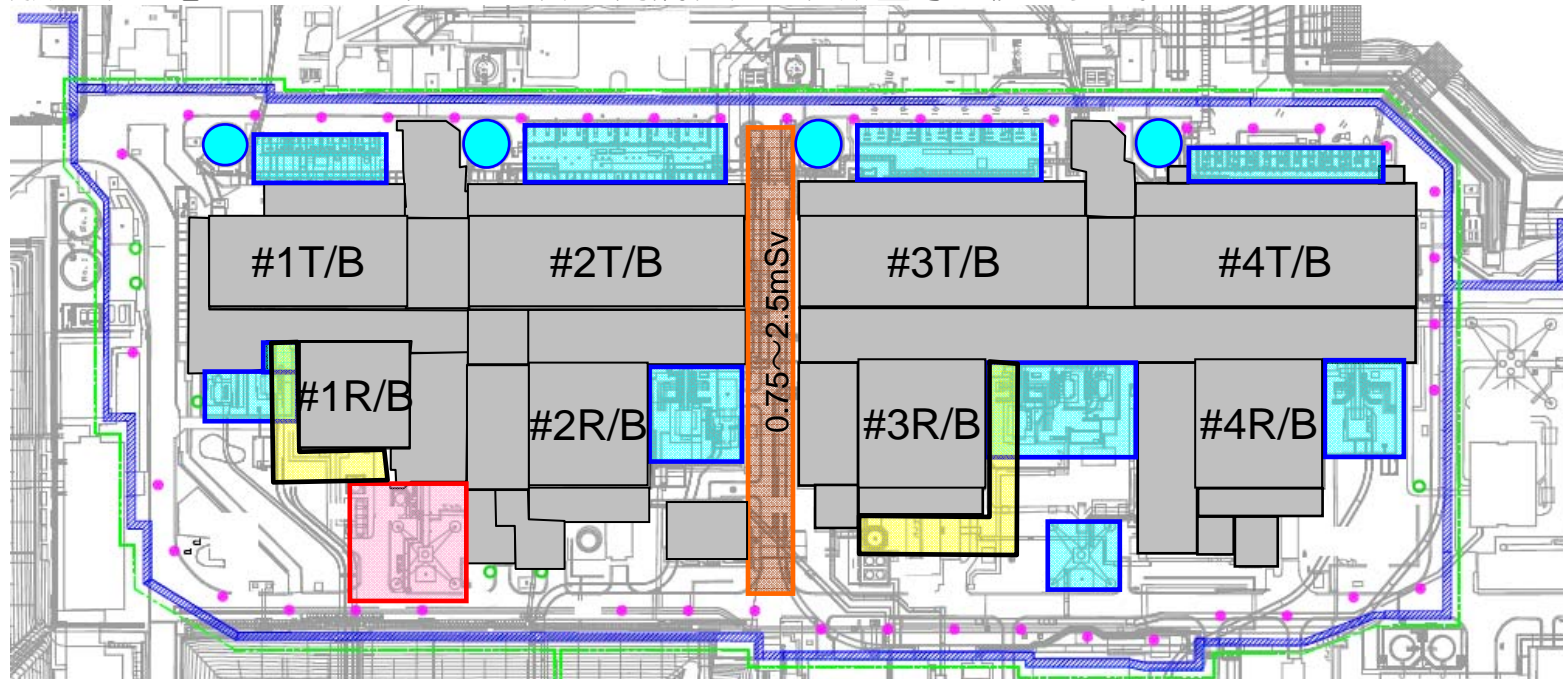 #1T/B
#2T/B
#3T/B
#4T/B
0.75～2.5mSv
#1R/B
#2R/B
#3R/B
#4R/B